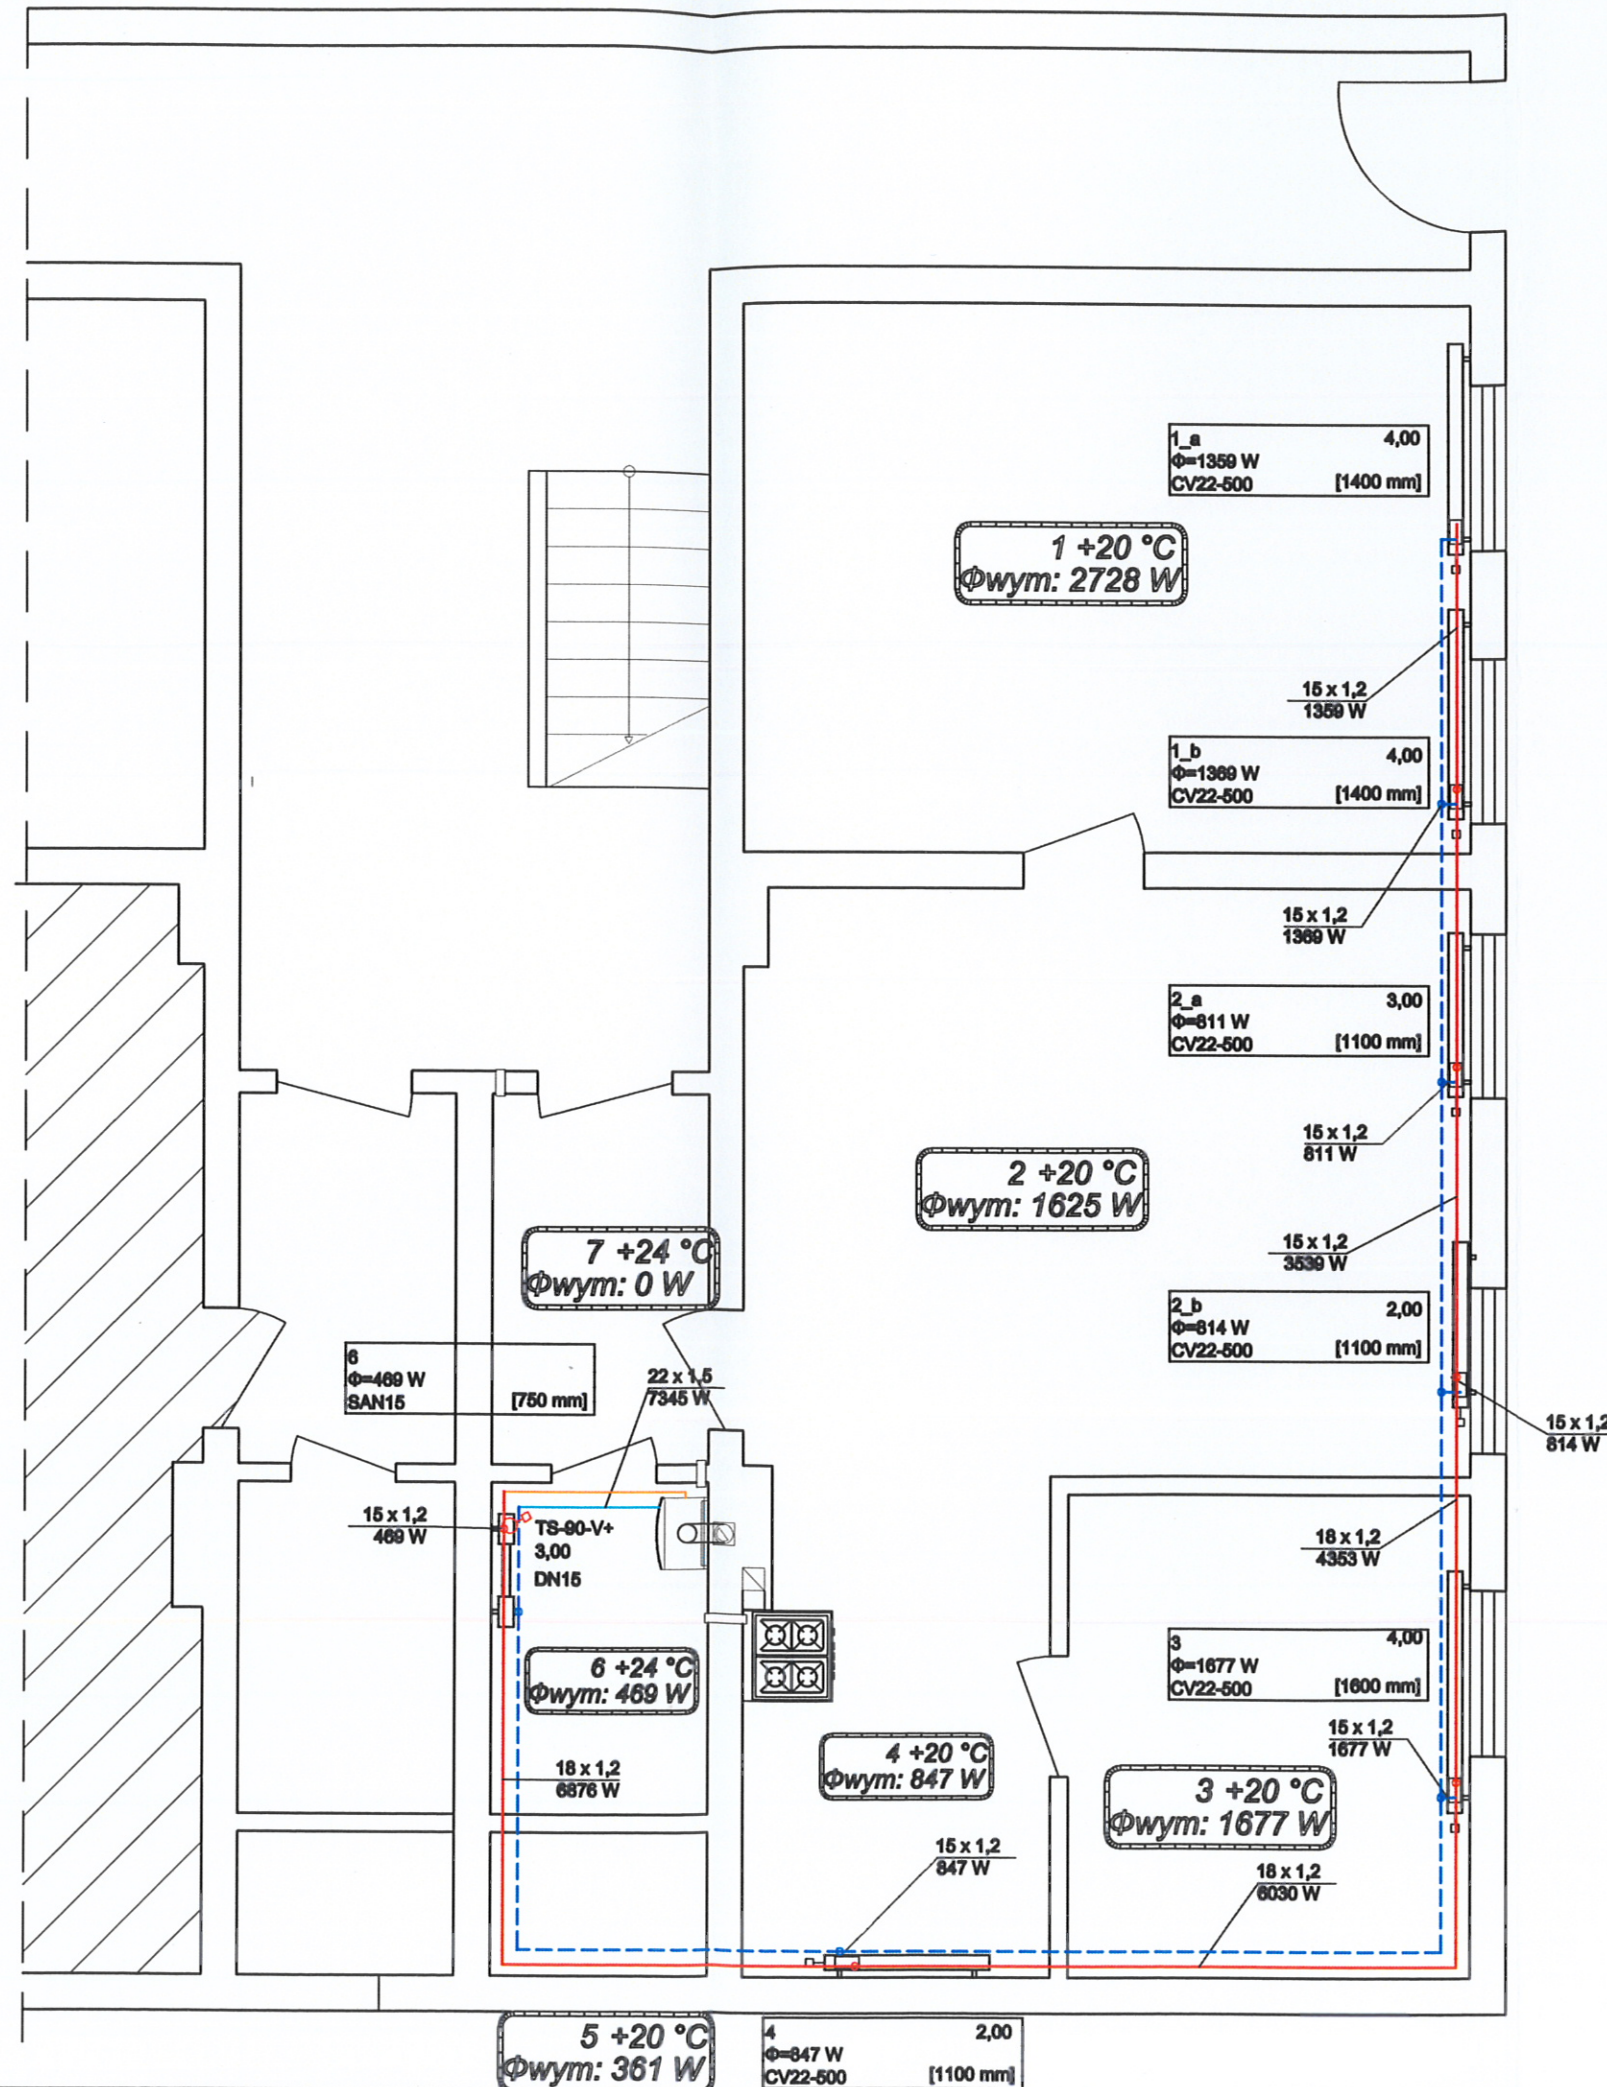 1_a 4,00
Φ=1359 W
CV22-500 [1400 mm]
1 +20 °C
Φwym: 2728 W
15 x 1,2
1359 W
1_b 4,00
Φ=1369 W
CV22-500 [1400 mm]
15 x 1,2
1369 W
2_a 3,00
Φ=811 W
CV22-500 [1100 mm]
15 x 1,2
811 W
2 +20 °C
Φwym: 1625 W
15 x 1,2
3539 W
7 +24 °C
Φwym: 0 W
2_b 2,00
Φ=814 W
CV22-500 [1100 mm]
6
Φ=469 W
SAN15 [750 mm]
22 x 1,5
7345 W
15 x 1,2
814 W
15 x 1,2
469 W
TS-90-V+
3,00
DN15
18 x 1,2
4353 W
3 4,00
Φ=1677 W
CV22-500 [1600 mm]
6 +24 °C
Φwym: 469 W
15 x 1,2
1677 W
4 +20 °C
Φwym: 847 W
18 x 1,2
6876 W
3 +20 °C
Φwym: 1677 W
15 x 1,2
847 W
18 x 1,2
6030 W
5 +20 °C
Φwym: 361 W
4 2,00
Φ=847 W
CV22-500 [1100 mm]